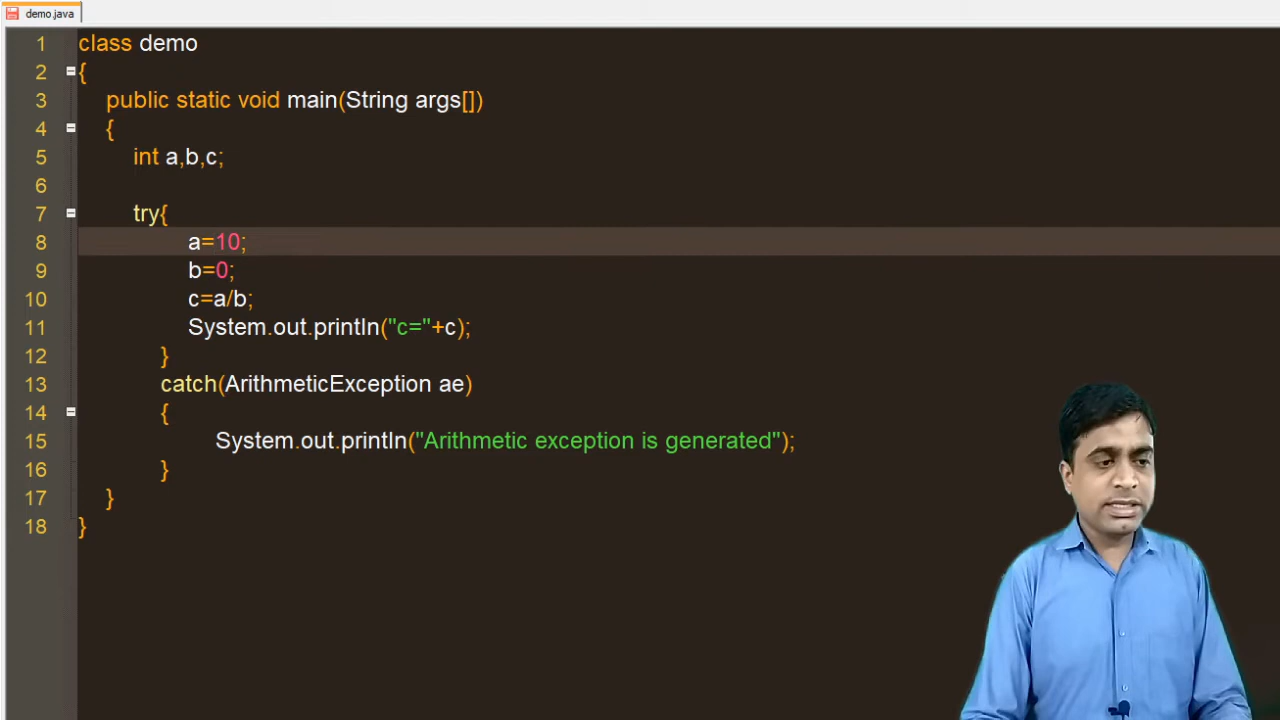 demo.java
1 class demo
2 {
3 public static void main(String args[])
4 {
5 int a,b,c;
6
7 try{
8 a=10;
9 b=0;
10 c=a/b;
11 System.out.println("c="+c);
12 }
13 catch(ArithmeticException ae)
14 {
15 System.out.println("Arithmetic exception is generated");
16 }
17 }
18 }